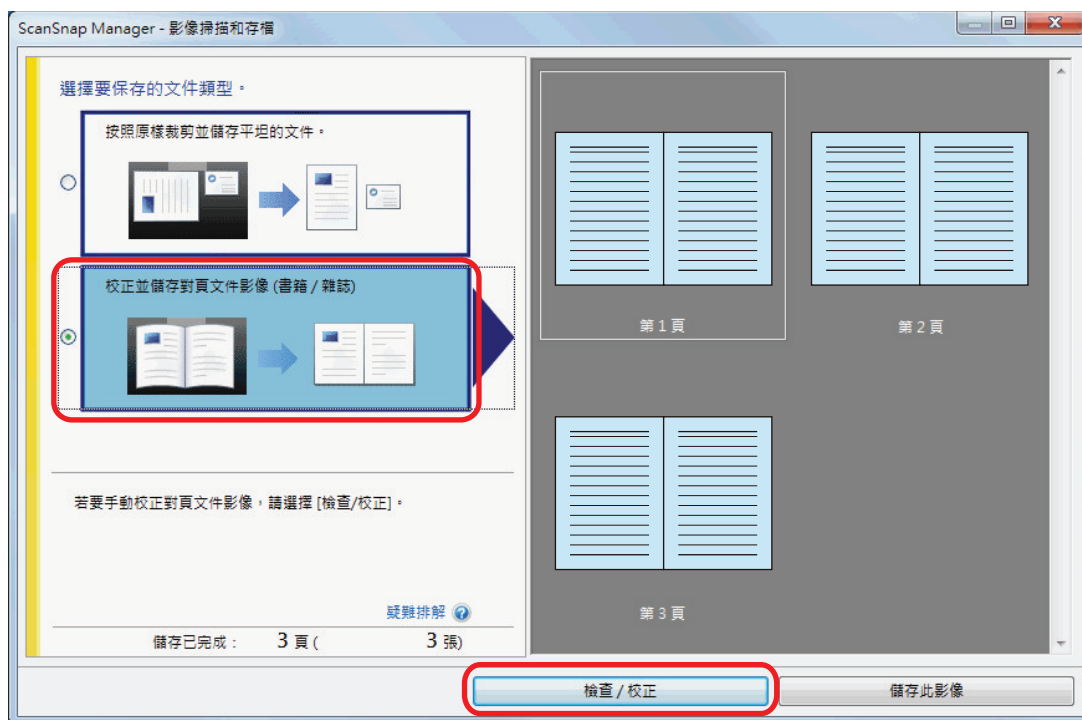 ScanSnap Manager - 影像掃描和存檔
選擇要保存的文件類型。
按照原樣裁剪並儲存平坦的文件。
校正並儲存對頁文件影像 (書籍 / 雜誌)
若要手動校正對頁文件影像，請選擇 [檢查/校正]。
疑難排解
儲存已完成： 3 頁 ( 3 張)
第 1 頁
第 2 頁
第 3 頁
檢查 / 校正
儲存此影像